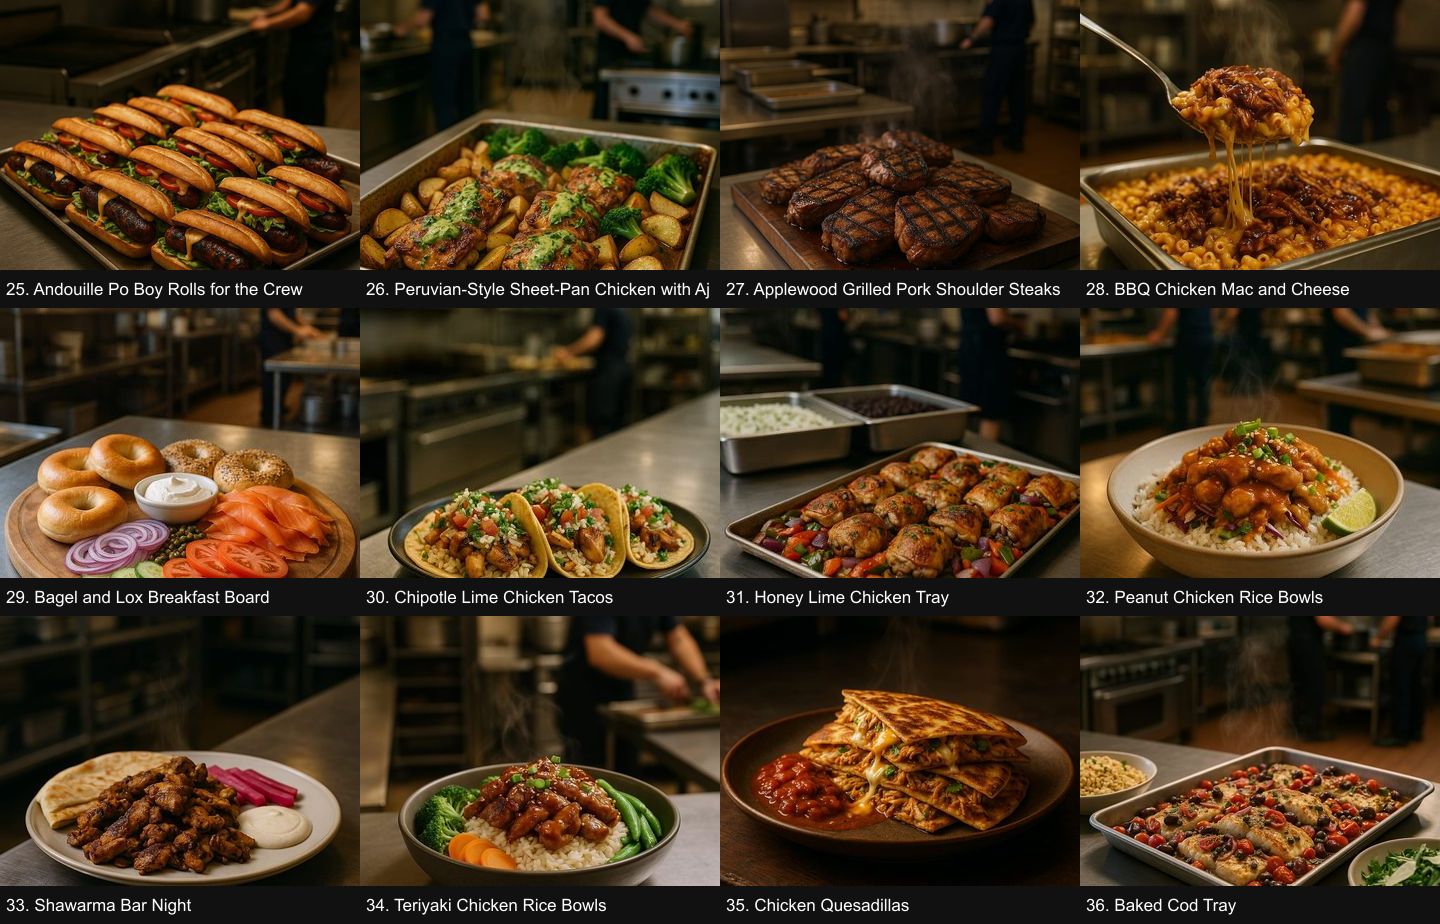 25. Andouille Po Boy Rolls for the Crew
26. Peruvian-Style Sheet-Pan Chicken with Aj
27. Applewood Grilled Pork Shoulder Steaks
28. BBQ Chicken Mac and Cheese
29. Bagel and Lox Breakfast Board
30. Chipotle Lime Chicken Tacos
31. Honey Lime Chicken Tray
32. Peanut Chicken Rice Bowls
33. Shawarma Bar Night
34. Teriyaki Chicken Rice Bowls
35. Chicken Quesadillas
36. Baked Cod Tray